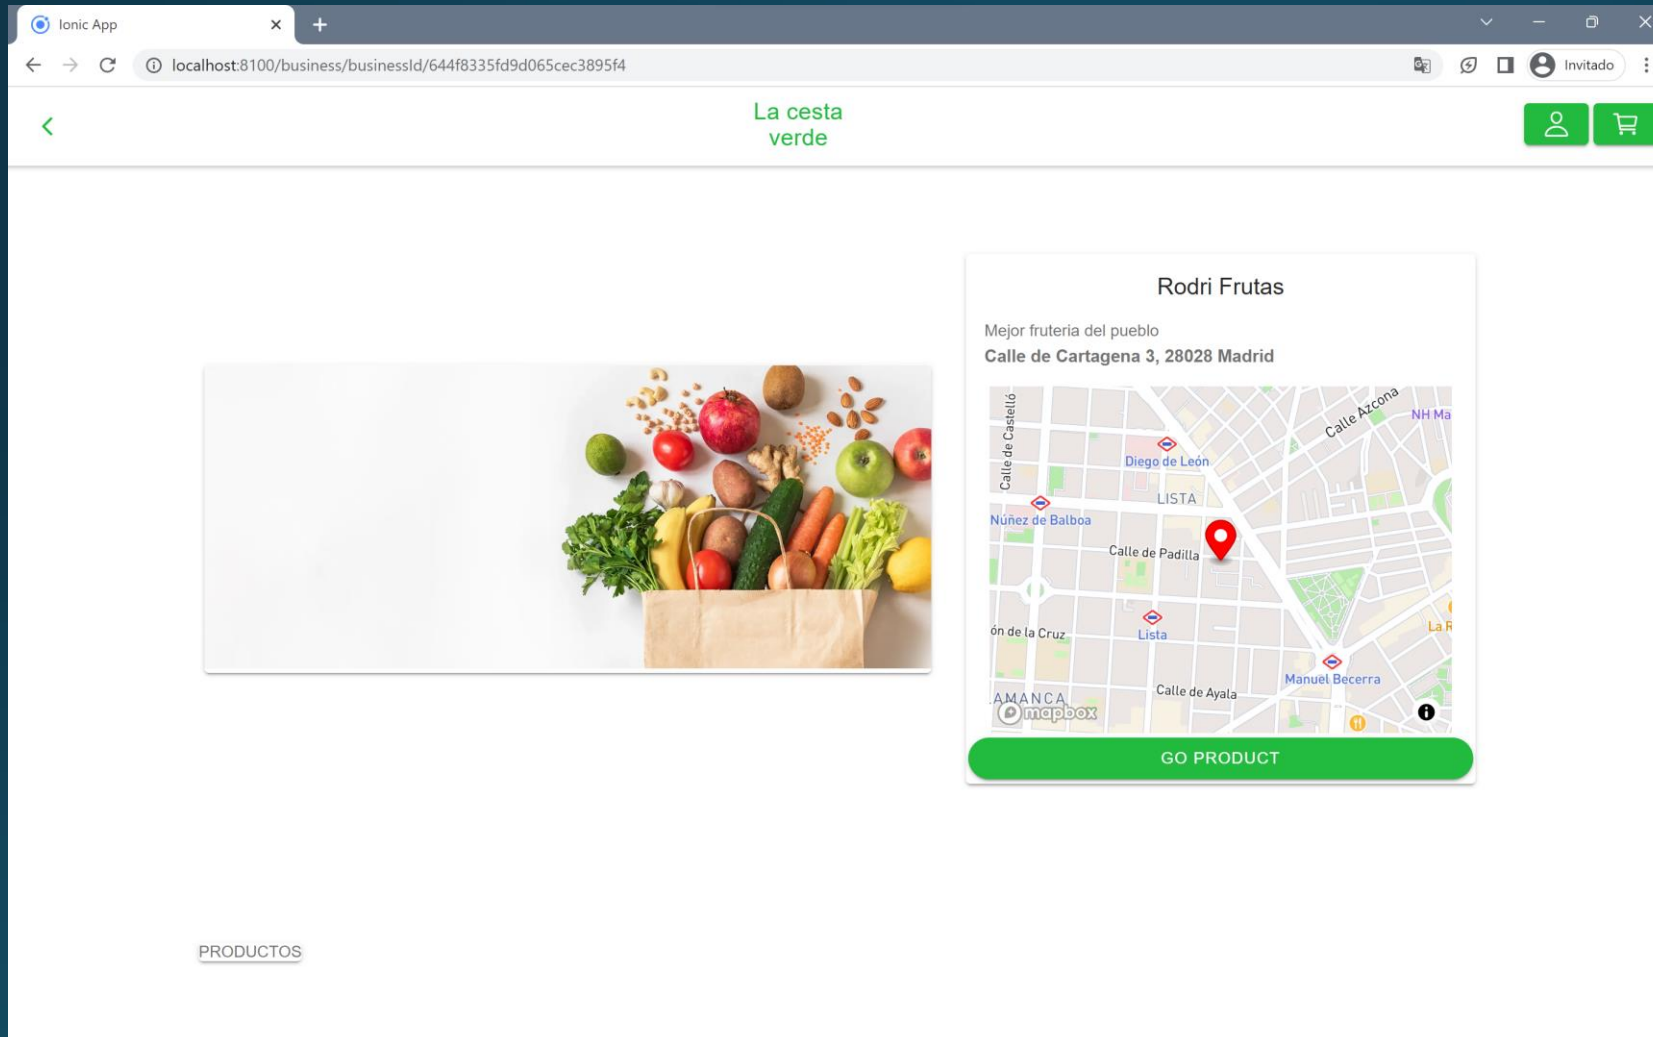 Ionic App
localhost:8100/business/businessId/644f8335fd9d065cec3895f4
Invitado
La cesta
verde
Rodri Frutas
Mejor fruteria del pueblo
Calle de Cartagena 3, 28028 Madrid
Calle de Castelló
Calle Azcona
NH Ma
Diego de León
LISTA
Núñez de Balboa
Calle de Padilla
ón de la Cruz
Lista
La R
Manuel Becerra
Calle de Ayala
AMANCA
mapbox
GO PRODUCT
PRODUCTOS